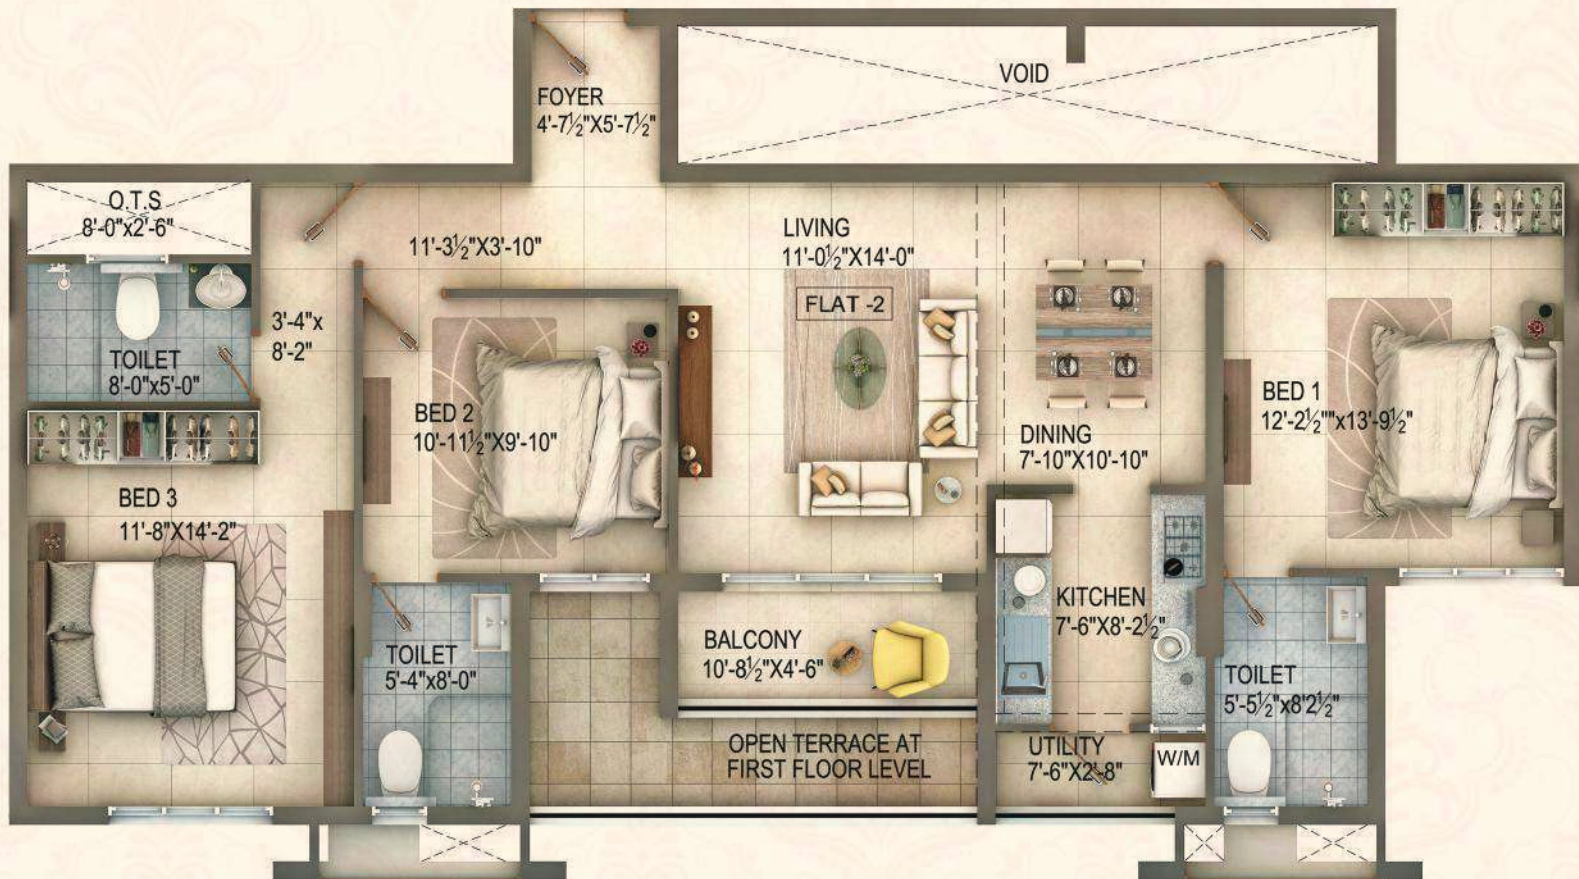 VOID
FOYER
4'-7½"X5'-7½"
O.T.S
8'-0"x2'-6"
11'-3½"X3'-10"
LIVING
11'-0½"X14'-0"
FLAT -2
3'-4"x
8'-2"
TOILET
8'-0"x5'-0"
BED 2
10'-11½"X9'-10"
BED 1
12'-2½""x13'-9½"
DINING
7'-10"X10'-10"
BED 3
11'-8"X14'-2"
KITCHEN
7'-6"X8'-2½"
BALCONY
10'-8½"X4'-6"
TOILET
5'-4"x8'-0"
TOILET
5'-5½"x8'2½"
OPEN TERRACE AT
FIRST FLOOR LEVEL
UTILITY
7'-6"X2'-8"
W/M